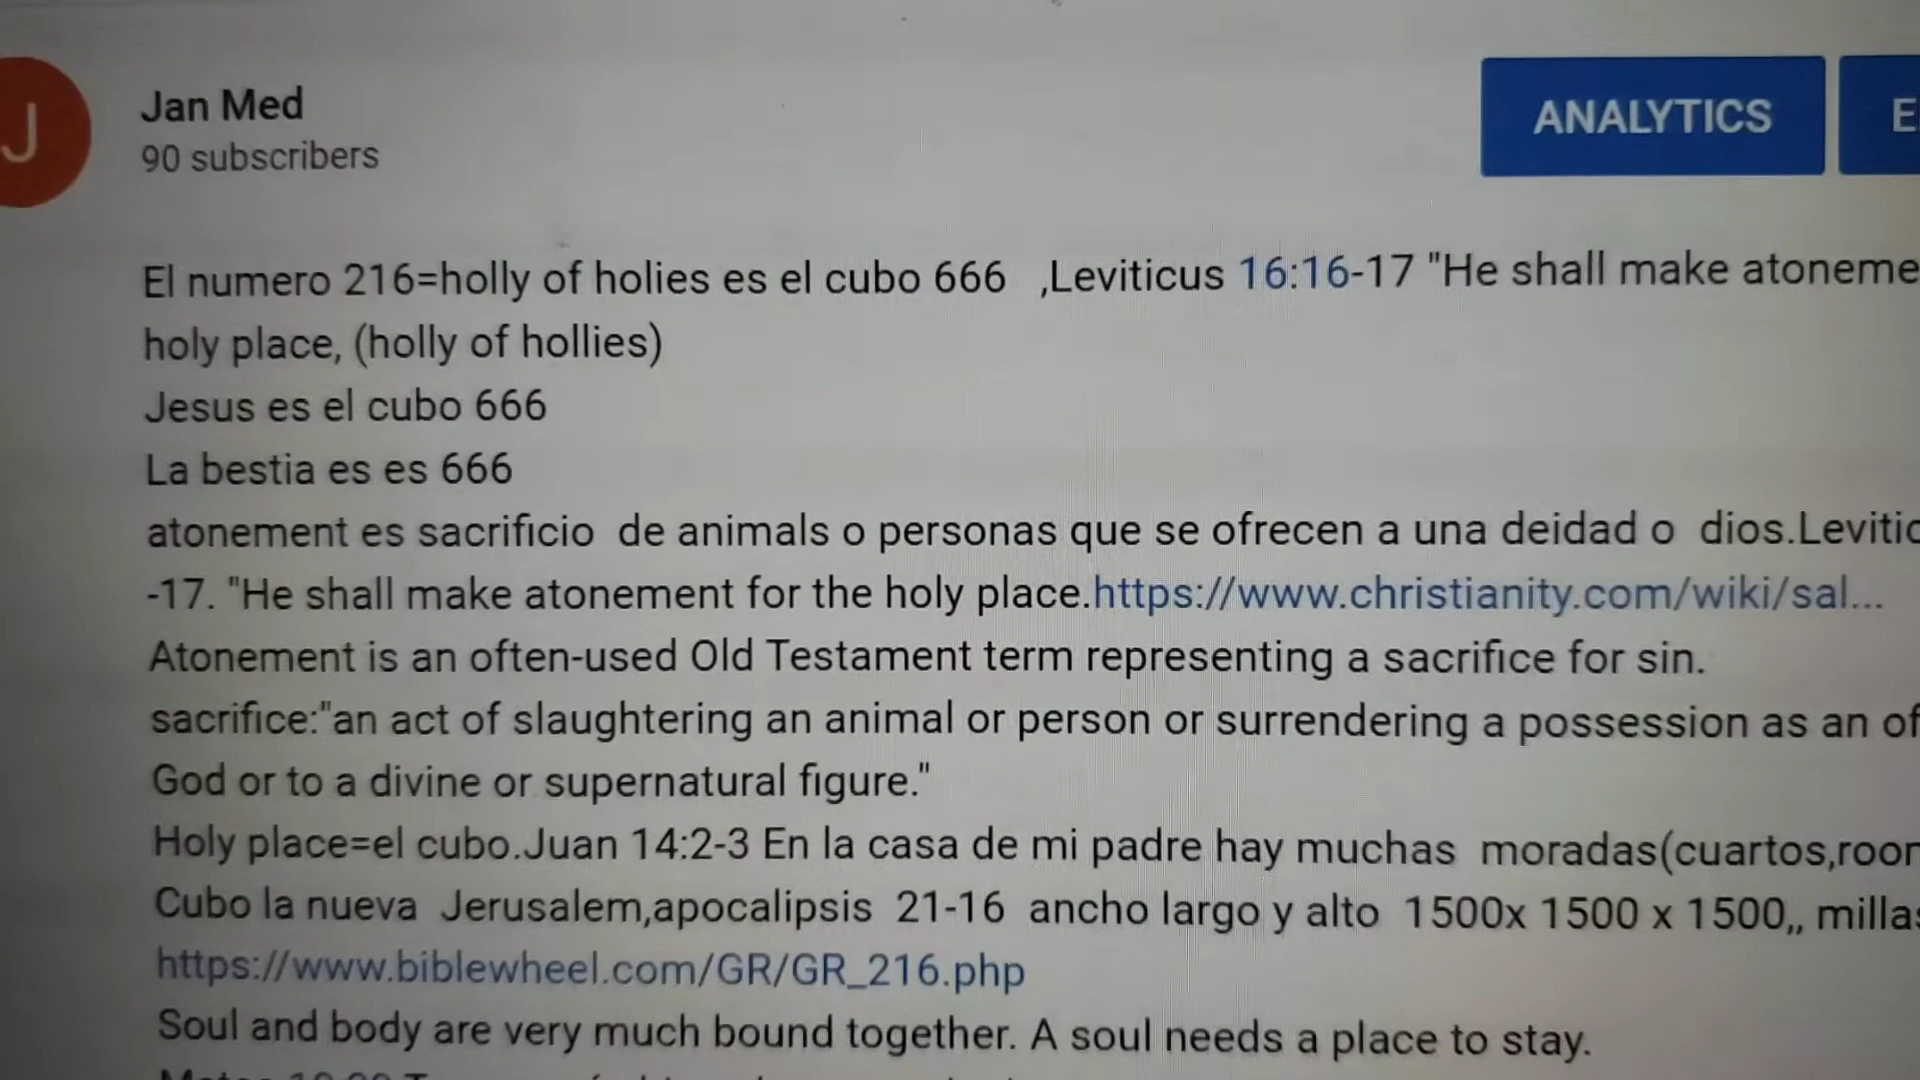 J
Jan Med
90 subscribers
ANALYTICS
E
El numero 216=holly of holies es el cubo 666 ,Leviticus 16:16-17 "He shall make atoneme
holy place, (holly of hollies)
Jesus es el cubo 666
La bestia es es 666
atonement es sacrificio de animals o personas que se ofrecen a una deidad o dios.Levitic
-17. "He shall make atonement for the holy place.https://www.christianity.com/wiki/sal...
Atonement is an often-used Old Testament term representing a sacrifice for sin.
sacrifice:"an act of slaughtering an animal or person or surrendering a possession as an of
God or to a divine or supernatural figure."
Holy place=el cubo.Juan 14:2-3 En la casa de mi padre hay muchas moradas(cuartos,roor
Cubo la nueva Jerusalem,apocalipsis 21-16 ancho largo y alto 1500x 1500 x 1500,, millas
https://www.biblewheel.com/GR/GR_216.php
Soul and body are very much bound together. A soul needs a place to stay.